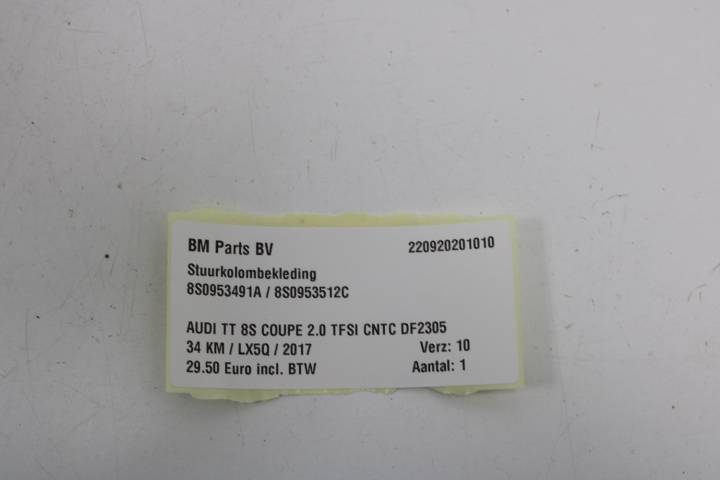 BM Parts BV 220920201010
Stuurkolombekleding
8S0953491A / 8S0953512C
AUDI TT 8S COUPE 2.0 TFSI CNTC DF2305
34 KM / LX5Q / 2017 Verz: 10
29.50 Euro incl. BTW Aantal: 1